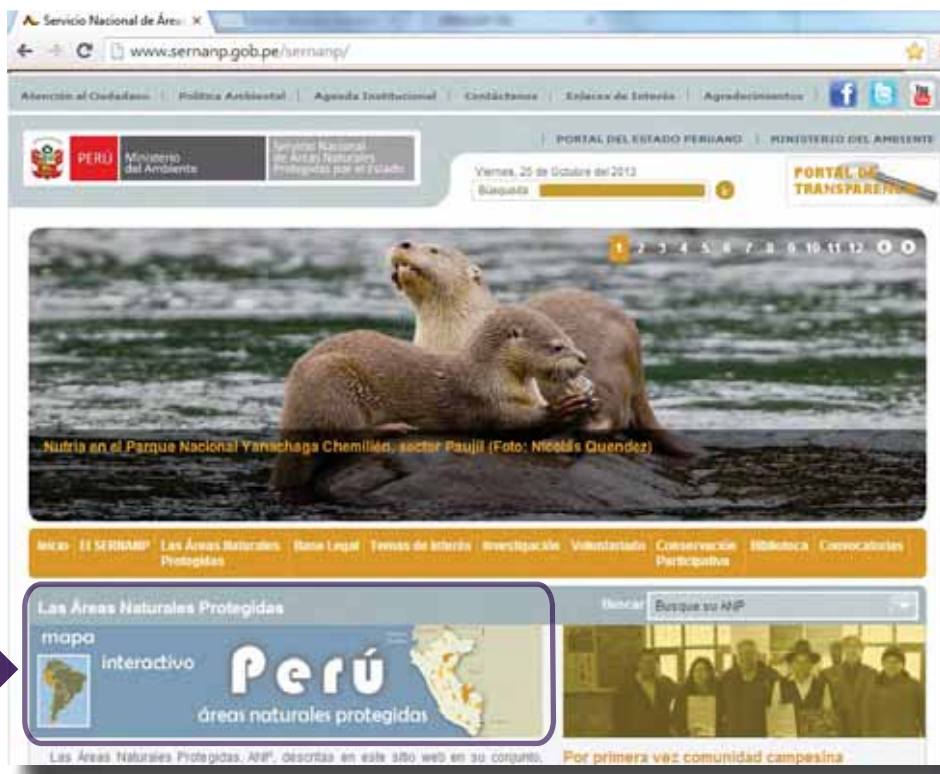 Servicio Nacional de Área
www.sernanp.gob.pe/sernanp/
Atención al Ciudadano | Política Ambiental | Agenda Institucional | Contáctenos | Enlaces de Interés | Agradecimientos
PORTAL DEL ESTADO PERUANO | MINISTERIO DEL AMBIENTE
PERÚ
Ministerio
del Ambiente
Servicio Nacional
de Áreas Naturales
Protegidas por el Estado
Viernes, 25 de Octubre del 2013
Búsqueda
PORTAL DE
TRANSPARENCIA
1 2 3 4 5 6 7 8 9 10 11 12
Nutria en el Parque Nacional Yanachaga Chemillén, sector Paujil (Foto: Nicolás Quendez)
Inicio El SERNANP Las Áreas Naturales Protegidas Base Legal Temas de Interés Investigación Voluntariado Conservación Participativa Biblioteca Convocatorias
Las Áreas Naturales Protegidas
Buscar Busque su ANP
mapa
interactivo
Perú
áreas naturales protegidas
Las Áreas Naturales Protegidas, ANP, descritas en este sitio web en su conjunto,
Por primera vez comunidad campesina